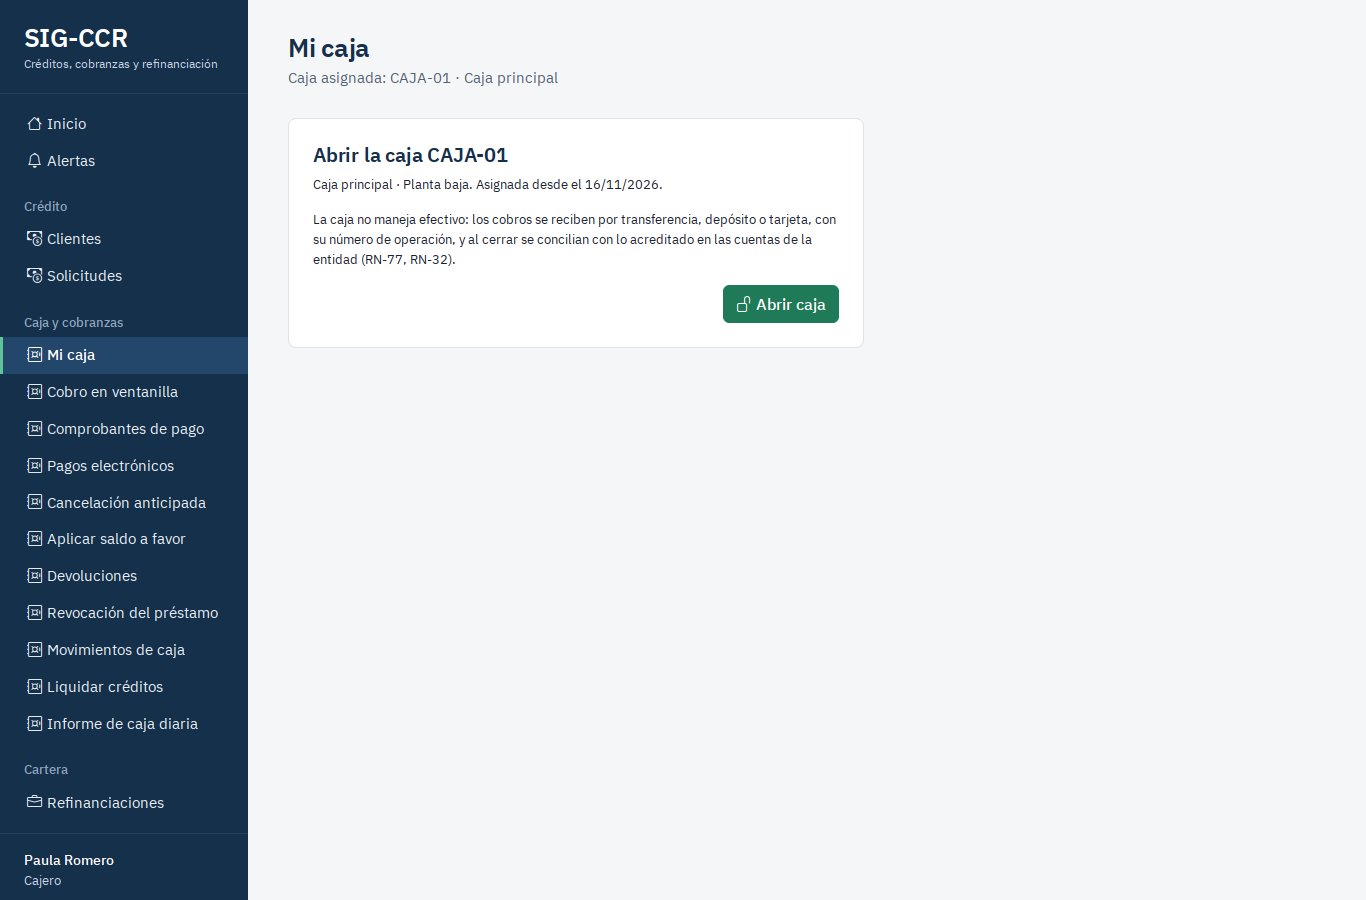 SIG-CCR
Créditos, cobranzas y refinanciación
Inicio
Alertas
Crédito
Clientes
Solicitudes
Caja y cobranzas
Mi caja
Cobro en ventanilla
Comprobantes de pago
Pagos electrónicos
Cancelación anticipada
Aplicar saldo a favor
Devoluciones
Revocación del préstamo
Movimientos de caja
Liquidar créditos
Informe de caja diaria
Cartera
Refinanciaciones
Paula Romero
Cajero
Mi caja
Caja asignada: CAJA-01 · Caja principal
Abrir la caja CAJA-01
Caja principal · Planta baja. Asignada desde el 16/11/2026.
La caja no maneja efectivo: los cobros se reciben por transferencia, depósito o tarjeta, con
su número de operación, y al cerrar se concilian con lo acreditado en las cuentas de la
entidad (RN-77, RN-32).
Abrir caja